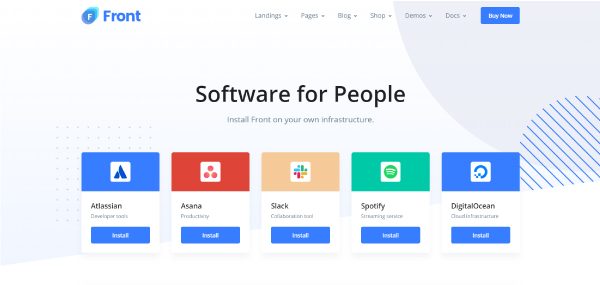 Front
Landings Pages Blog Shop Demos Docs Buy Now
Software for People
Install Front on your own infrastructure.
Atlassian
Developer tools
Install
Asana
Productivity
Install
Slack
Collaboration tool
Install
Spotify
Streaming service
Install
DigitalOcean
Cloud infrastructure
Install